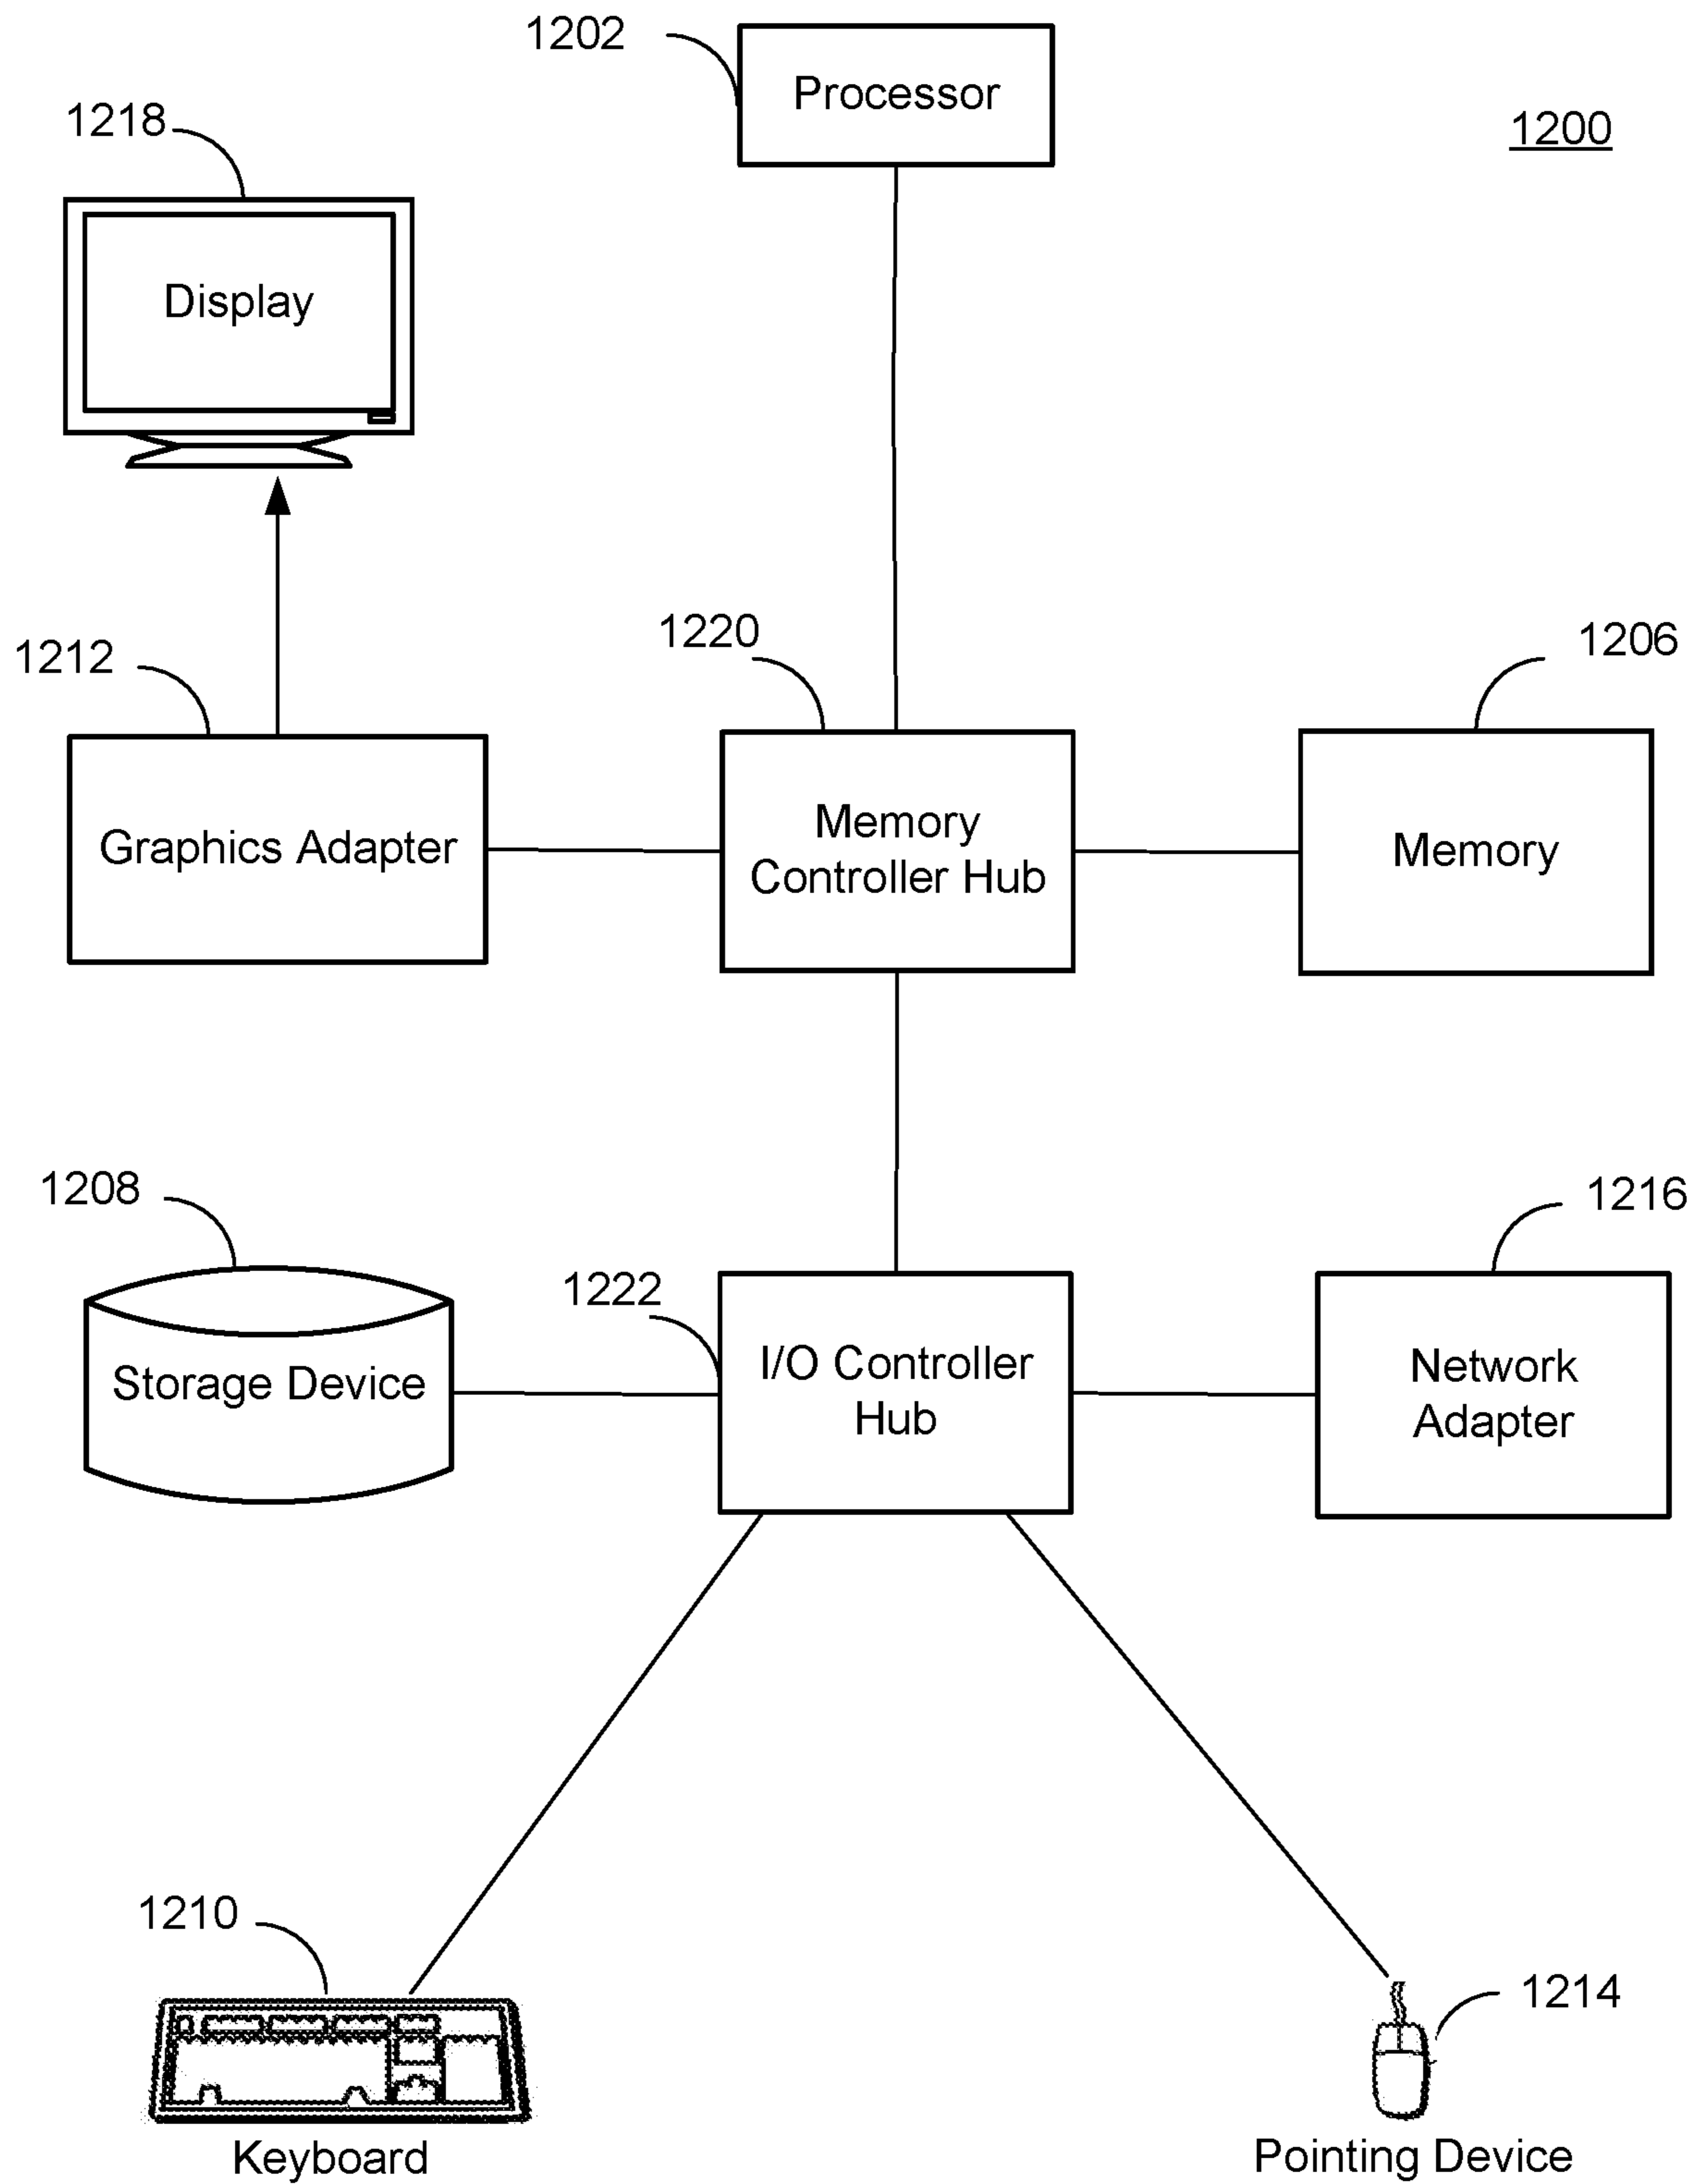 1202
Processor
1200
1218
Display
1212
Graphics Adapter
1220
Memory
Controller Hub
1206
Memory
1208
Storage Device
1222
I/O Controller
Hub
1216
Network
Adapter
1210
Keyboard
1214
Pointing Device